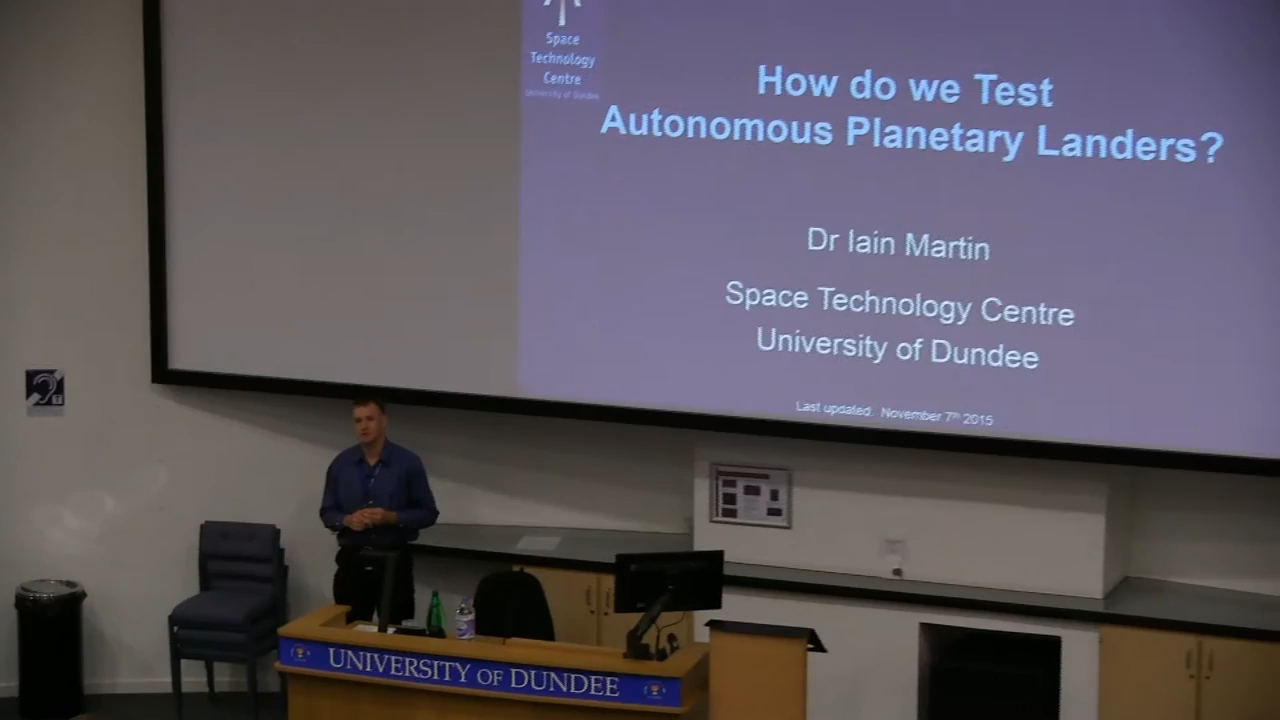 Space
Technology
Centre
University of Dundee
How do we Test
Autonomous Planetary Landers?
Dr Iain Martin
Space Technology Centre
University of Dundee
Last updated. November 7th 2015
T
UNIVERSITY OF DUNDEE